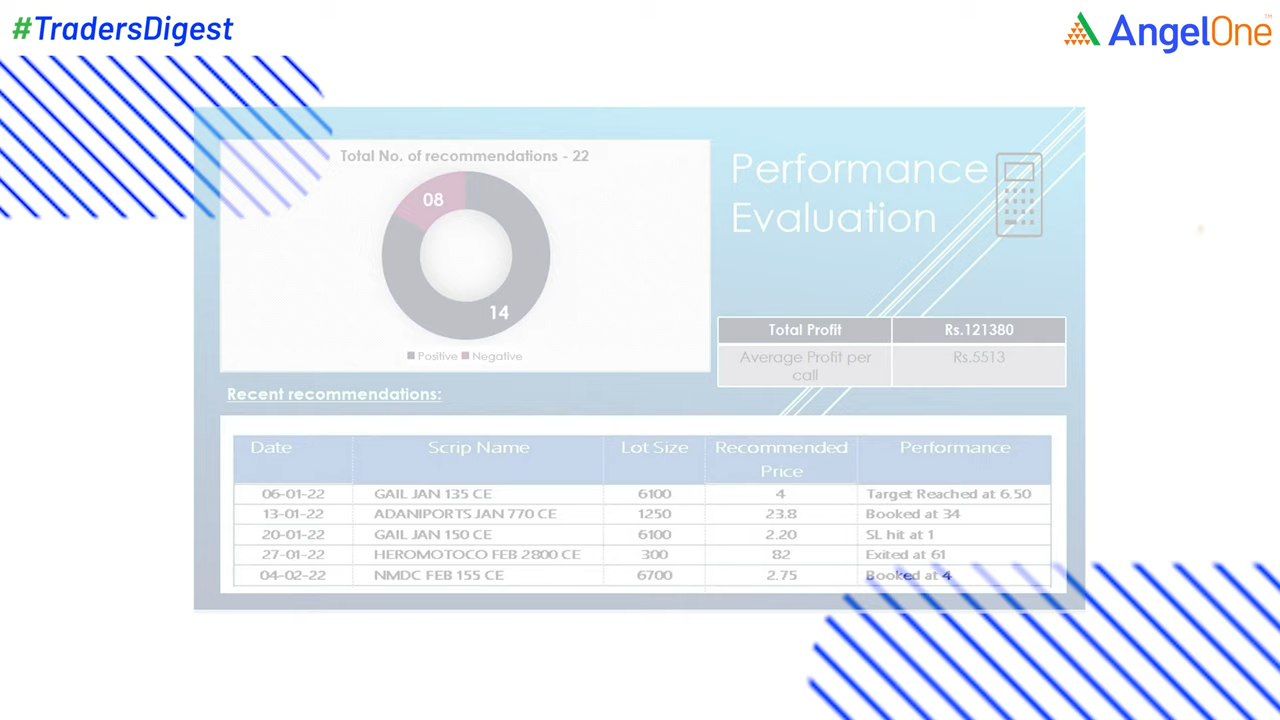 #TradersDigest
AngelOne™
Total No. of recommendations - 22
08
14
Positive Negative
Performance
Evaluation
Total Profit Rs.121380
Average Profit per Rs.5513
call
Recent recommendations:
Date Scrip Name Lot Size Recommended Performance
Price
06-01-22 GAIL JAN 135 CE 6100 4 Target Reached at 6.50
13-01-22 ADANIPORTS JAN 770 CE 1250 23.8 Booked at 34
20-01-22 GAIL JAN 150 CE 6100 2.20 SL hit at 1
27-01-22 HEROMOTOCO FEB 2800 CE 300 82 Exited at 61
04-02-22 NMDC FEB 155 CE 6700 2.75 Booked at 4